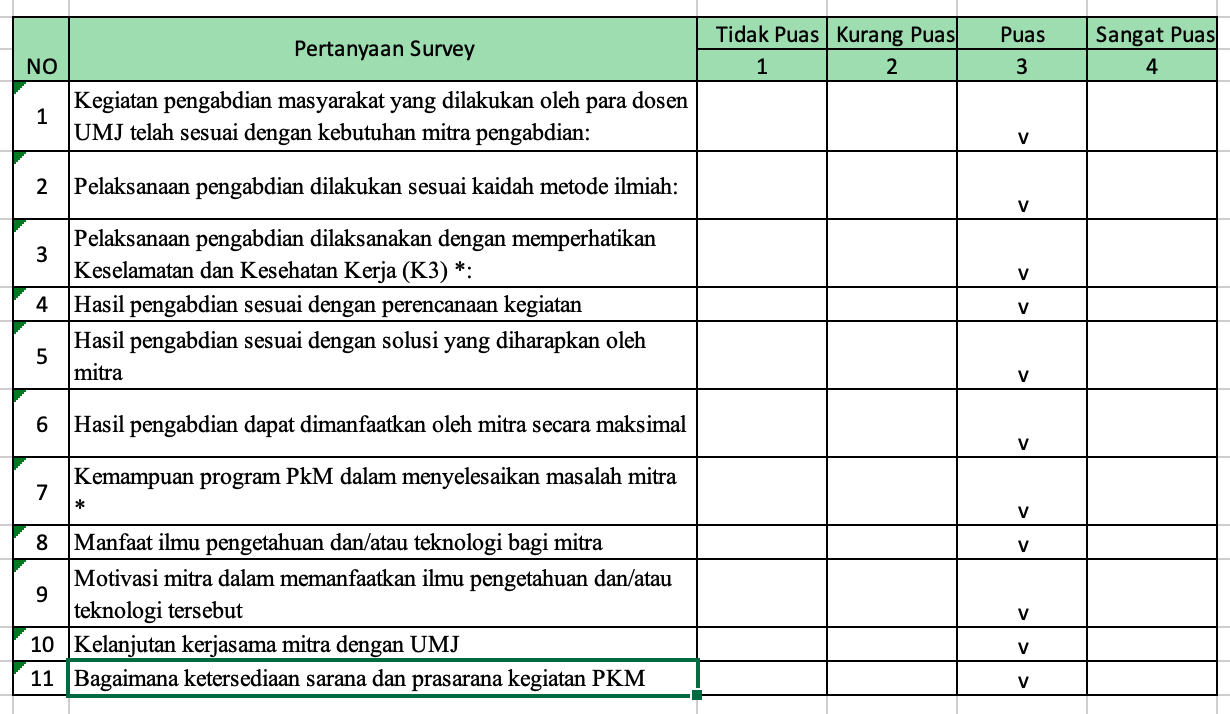 NO Pertanyaan Survey Tidak Puas Kurang Puas Puas Sangat Puas
1 2 3 4
1 Kegiatan pengabdian masyarakat yang dilakukan oleh para dosen
UMJ telah sesuai dengan kebutuhan mitra pengabdian: v
2 Pelaksanaan pengabdian dilakukan sesuai kaidah metode ilmiah: v
3 Pelaksanaan pengabdian dilaksanakan dengan memperhatikan
Keselamatan dan Kesehatan Kerja (K3) *: v
4 Hasil pengabdian sesuai dengan perencanaan kegiatan v
5 Hasil pengabdian sesuai dengan solusi yang diharapkan oleh
mitra v
6 Hasil pengabdian dapat dimanfaatkan oleh mitra secara maksimal v
7 Kemampuan program PkM dalam menyelesaikan masalah mitra
* v
8 Manfaat ilmu pengetahuan dan/atau teknologi bagi mitra v
9 Motivasi mitra dalam memanfaatkan ilmu pengetahuan dan/atau
teknologi tersebut v
10 Kelanjutan kerjasama mitra dengan UMJ v
11 Bagaimana ketersediaan sarana dan prasarana kegiatan PKM v